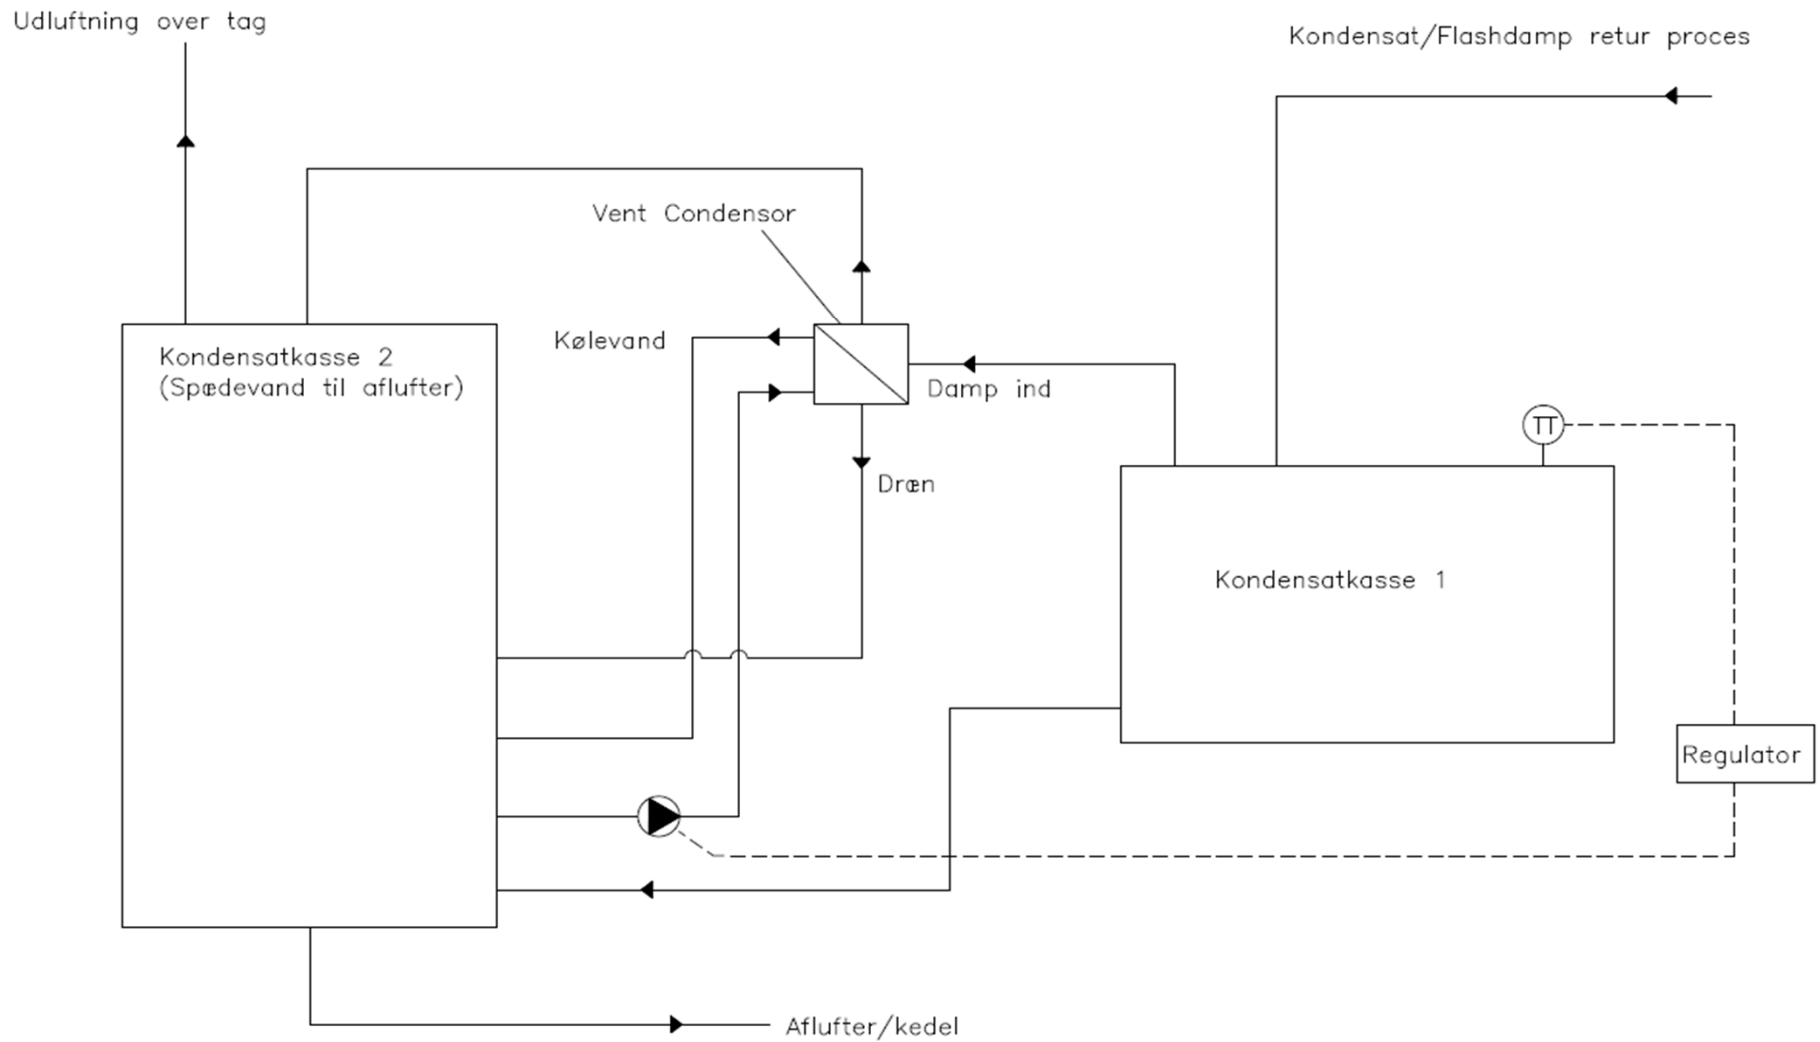 Udluftning over tag
Kondensat/Flashdamp retur proces
Vent Condensor
Kølevand
Kondensatkasse 2
(Spædevand til aflufter)
Damp ind
TT
Dræn
Kondensatkasse 1
Regulator
Aflufter/kedel